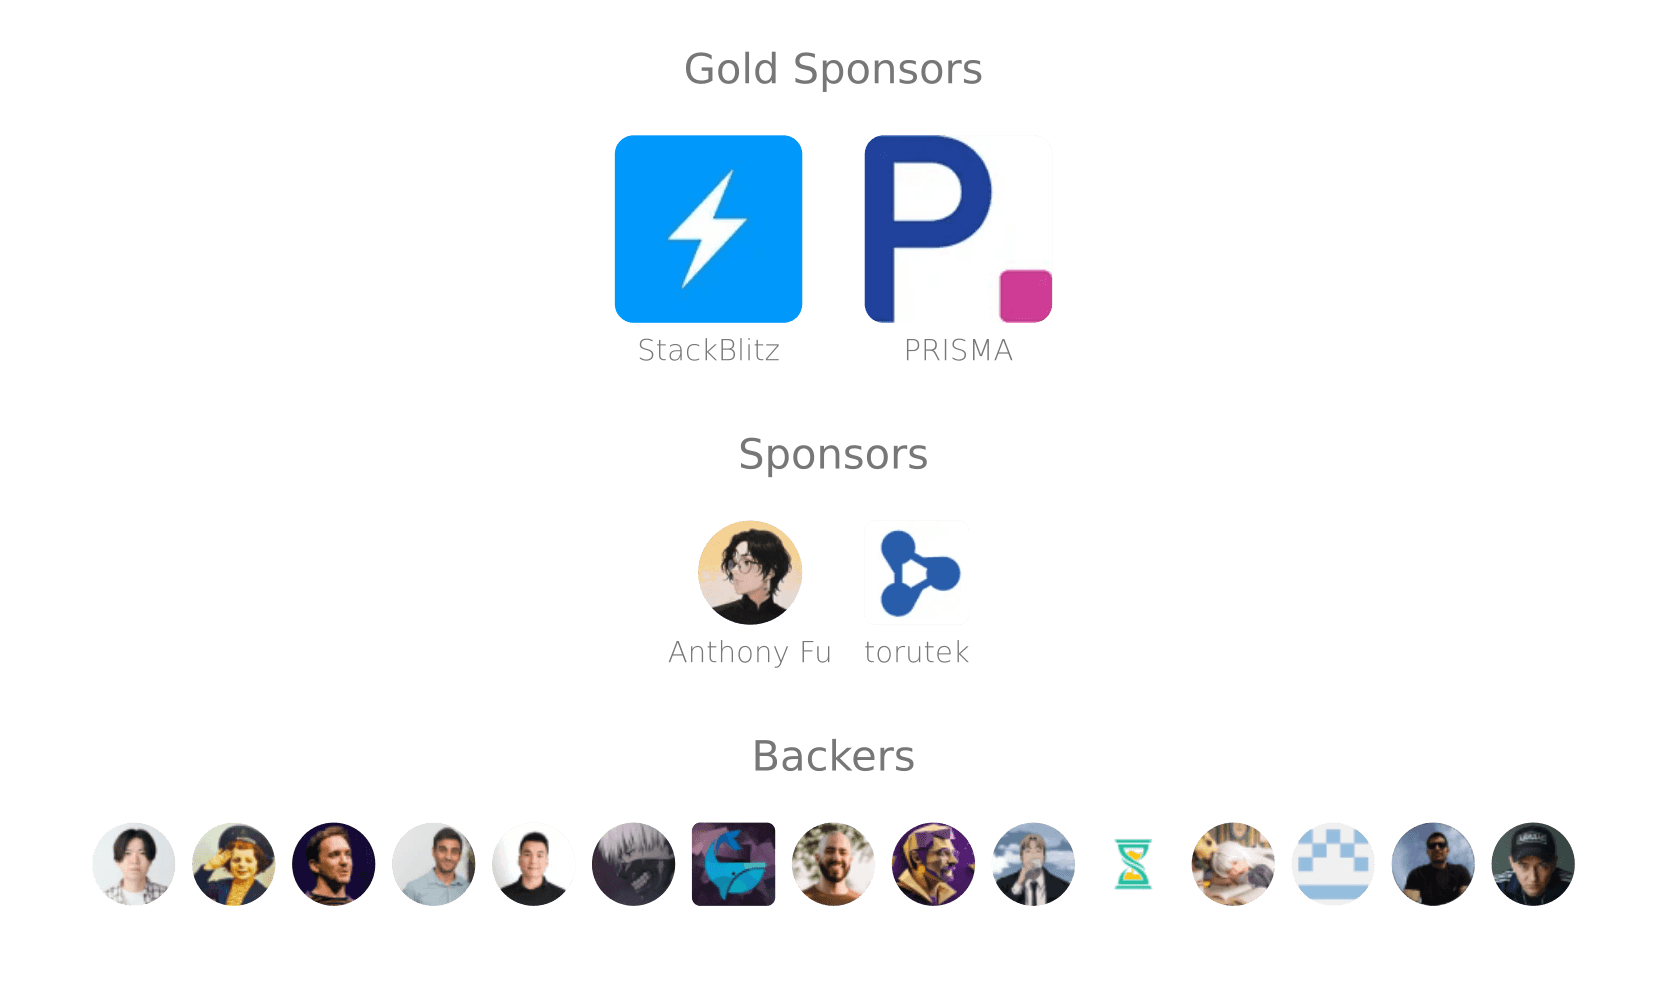 Gold Sponsors
StackBlitz
PRISMA
Sponsors
Anthony Fu
torutek
Backers